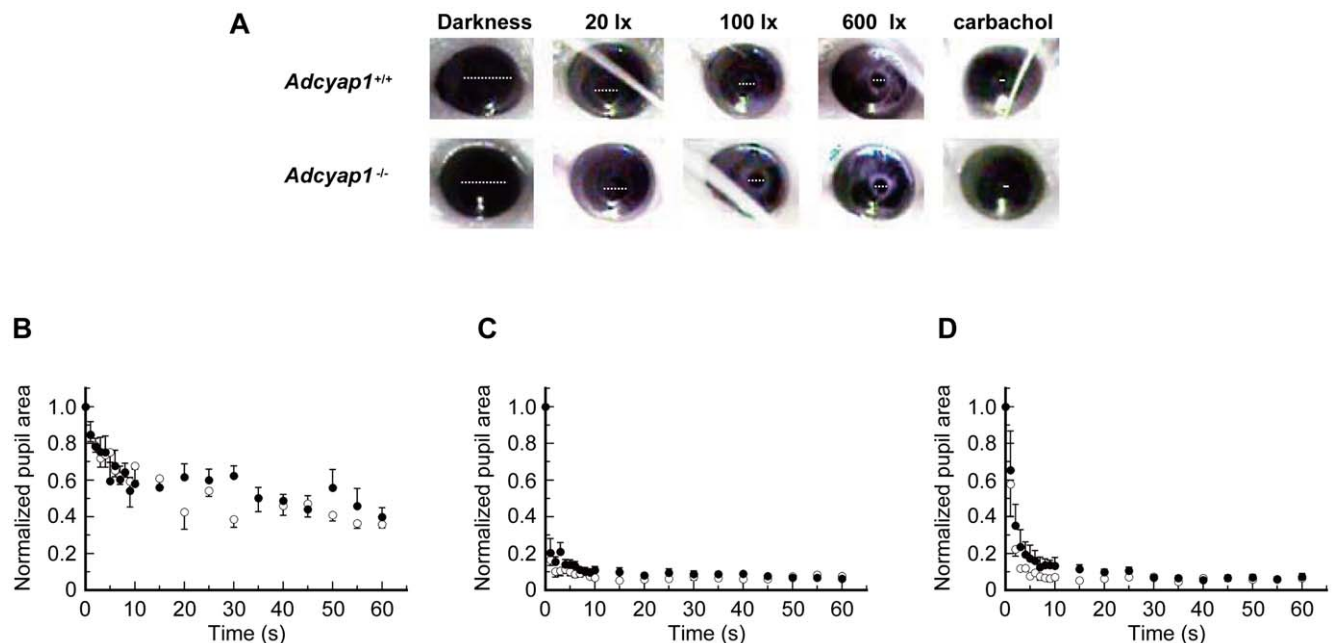 A
Darkness 20 lx 100 lx 600 lx carbachol
Adcyap1+/+
Adcyap1-/-
B
Normalized pupil area
1.0
0.8
0.6
0.4
0.2
0
0 10 20 30 40 50 60
Time (s)
C
Normalized pupil area
1.0
0.8
0.6
0.4
0.2
0
0 10 20 30 40 50 60
Time (s)
D
Normalized pupil area
1.0
0.8
0.6
0.4
0.2
0
0 10 20 30 40 50 60
Time (s)